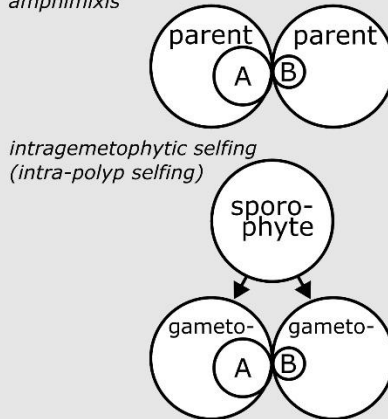 amphimixis
parent parent
A B
intragemetophytic selfing
(intra-polyp selfing)
sporo-
phyte
gameto- gameto-
A B